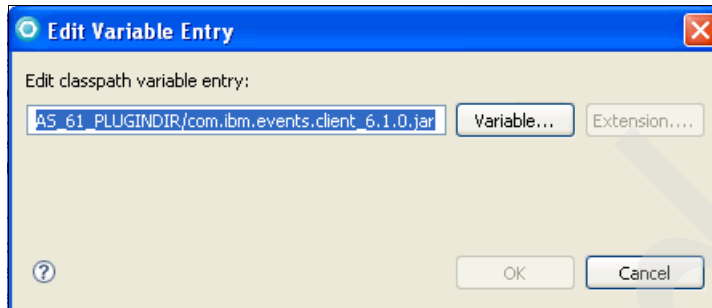 Edit Variable Entry
Edit classpath variable entry:
AS_61_PLUGINDIR/com.ibm.events.client_6.1.0.jar Variable... Extension....
? OK Cancel